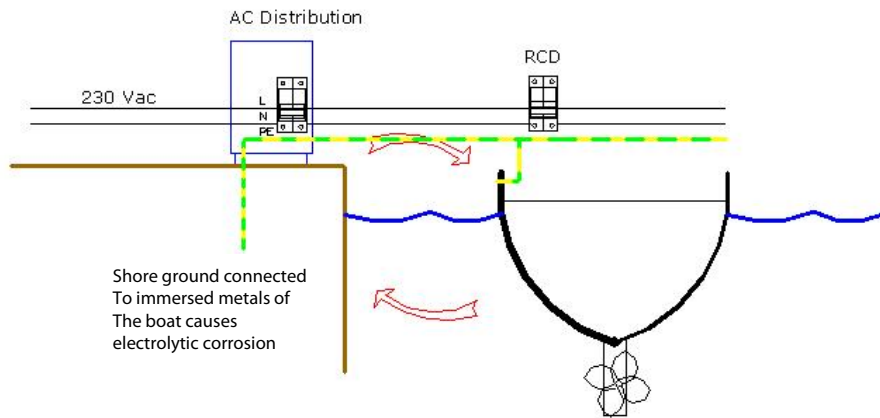 AC Distribution
RCD
230 Vac
L
N
PE
Shore ground connected
To immersed metals of
The boat causes
electrolytic corrosion